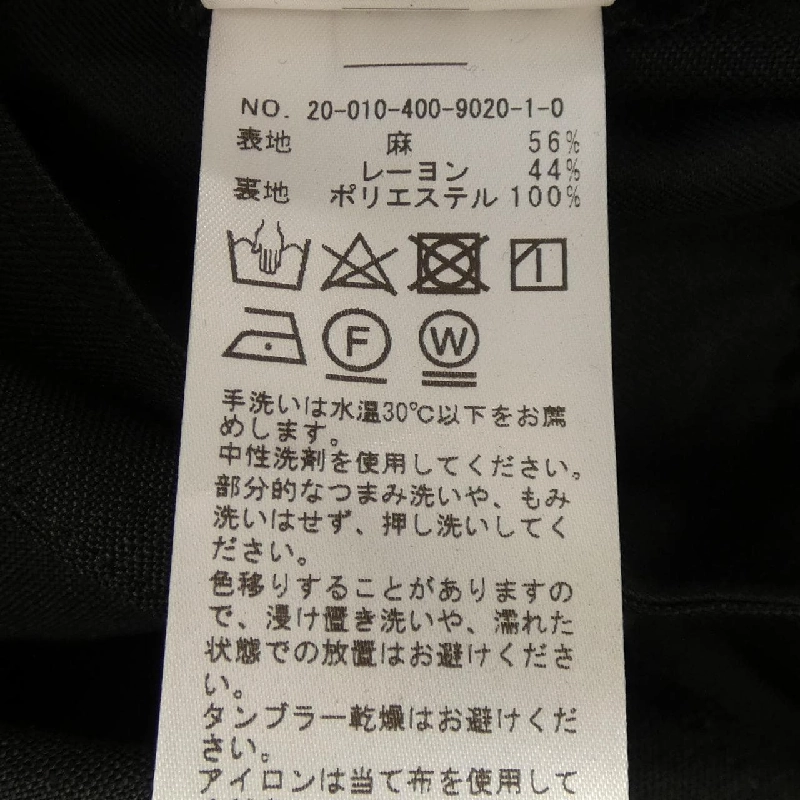 NO. 20-010-400-9020-1-0
表地 麻 56%
レーヨン 44%
裏地 ポリエステル 100%
F W
手洗いは水温30℃以下をお薦
めします。
中性洗剤を使用してください。
部分的なつまみ洗いや、もみ
洗いはせず、押し洗いしてく
ださい。
色移りすることがありますの
で、浸け置き洗いや、濡れた
状態での放置はお避けくださ
い。
タンブラー乾燥はお避けくだ
さい。
アイロンは当て布を使用して